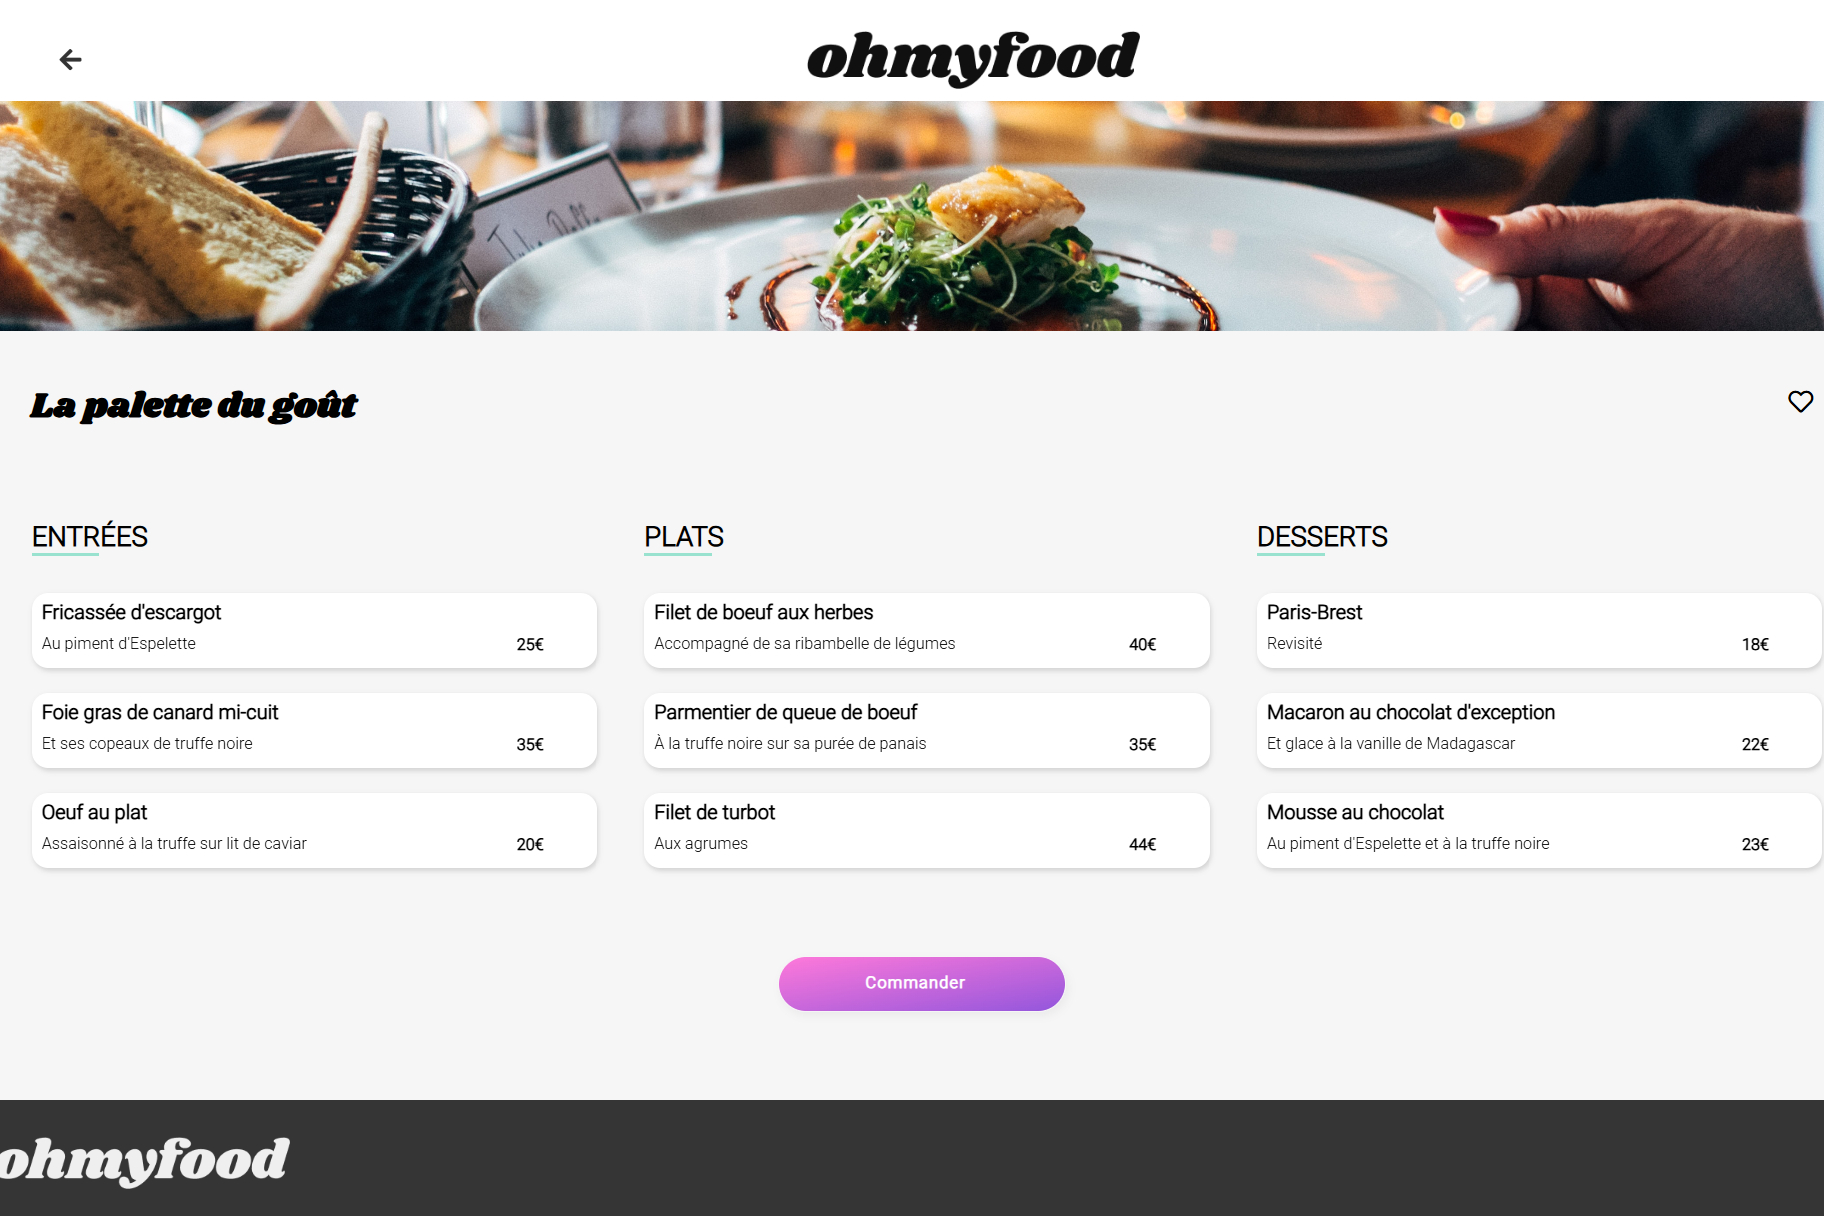 ohmyfood
La palette du goût
ENTRÉES
Fricassée d'escargot
Au piment d'Espelette 25€
Foie gras de canard mi-cuit
Et ses copeaux de truffe noire 35€
Oeuf au plat
Assaisonné à la truffe sur lit de caviar 20€
PLATS
Filet de boeuf aux herbes
Accompagné de sa ribambelle de légumes 40€
Parmentier de queue de boeuf
À la truffe noire sur sa purée de panais 35€
Filet de turbot
Aux agrumes 44€
DESSERTS
Paris-Brest
Revisité 18€
Macaron au chocolat d'exception
Et glace à la vanille de Madagascar 22€
Mousse au chocolat
Au piment d'Espelette et à la truffe noire 23€
Commander
ohmyfood